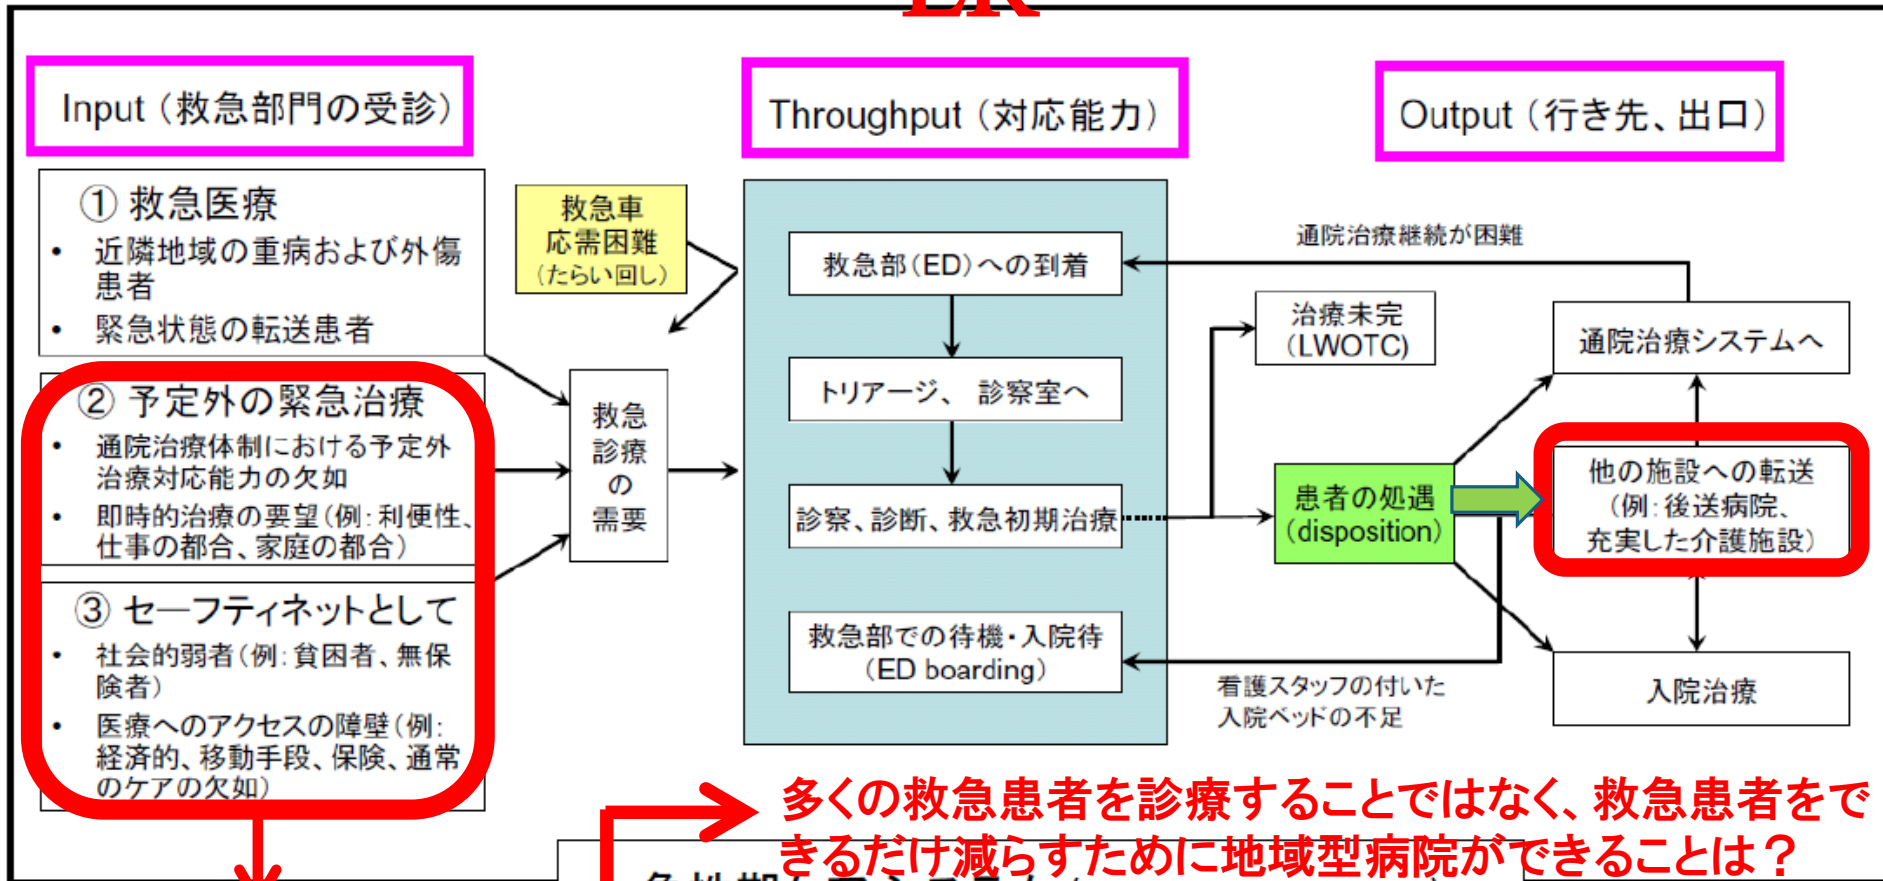 ER
Input（救急部門の受診）
Throughput（対応能力）
Output（行き先、出口）
① 救急医療
• 近隣地域の重病および外傷
患者
• 緊急状態の転送患者
② 予定外の緊急治療
• 通院治療体制における予定外
治療対応能力の欠如
• 即時的治療の要望（例：利便性、
仕事の都合、家庭の都合）
③ セーフティネットとして
• 社会的弱者（例：貧困者、無保
険者）
• 医療へのアクセスの障壁（例：
経済的、移動手段、保険、通常
のケアの欠如）
救急車
応需困難
（たらい回し）
救急
診療
の
需要
救急部（ED）への到着
トリアージ、 診察室へ
診察、診断、救急初期治療
救急部での待機・入院待
（ED boarding）
通院治療継続が困難
治療未完
（LWOTC）
患者の処遇
（disposition）
看護スタッフの付いた
入院ベッドの不足
通院治療システムへ
他の施設への転送
（例：後送病院、
充実した介護施設）
入院治療
多くの救急患者を診療することではなく、救急患者をで
きるだけ減らすために地域型病院ができることは？